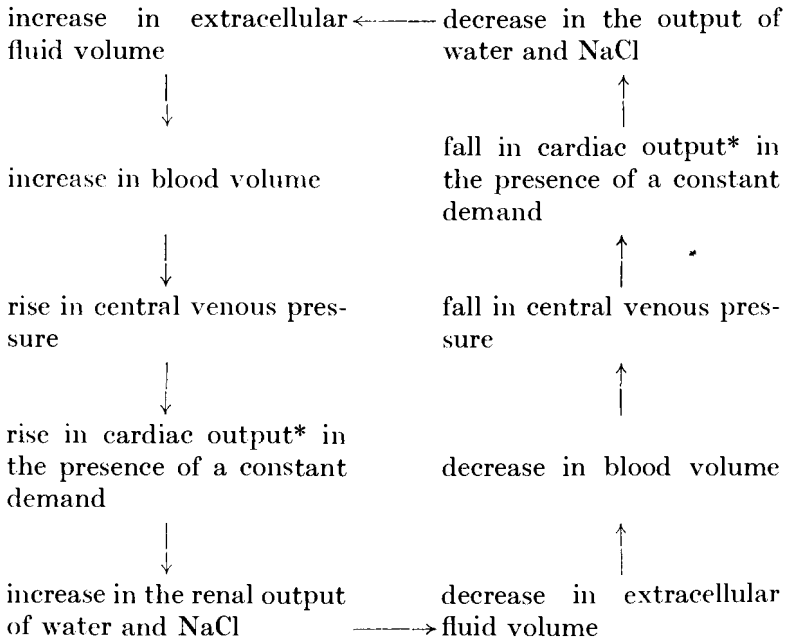 increase in extracellular
fluid volume
increase in blood volume
rise in central venous pres-
sure
rise in cardiac output* in
the presence of a constant
demand
increase in the renal output
of water and NaCl
decrease in extracellular
fluid volume
decrease in blood volume
fall in central venous pres-
sure
fall in cardiac output* in
the presence of a constant
demand
decrease in the output of
water and NaCl